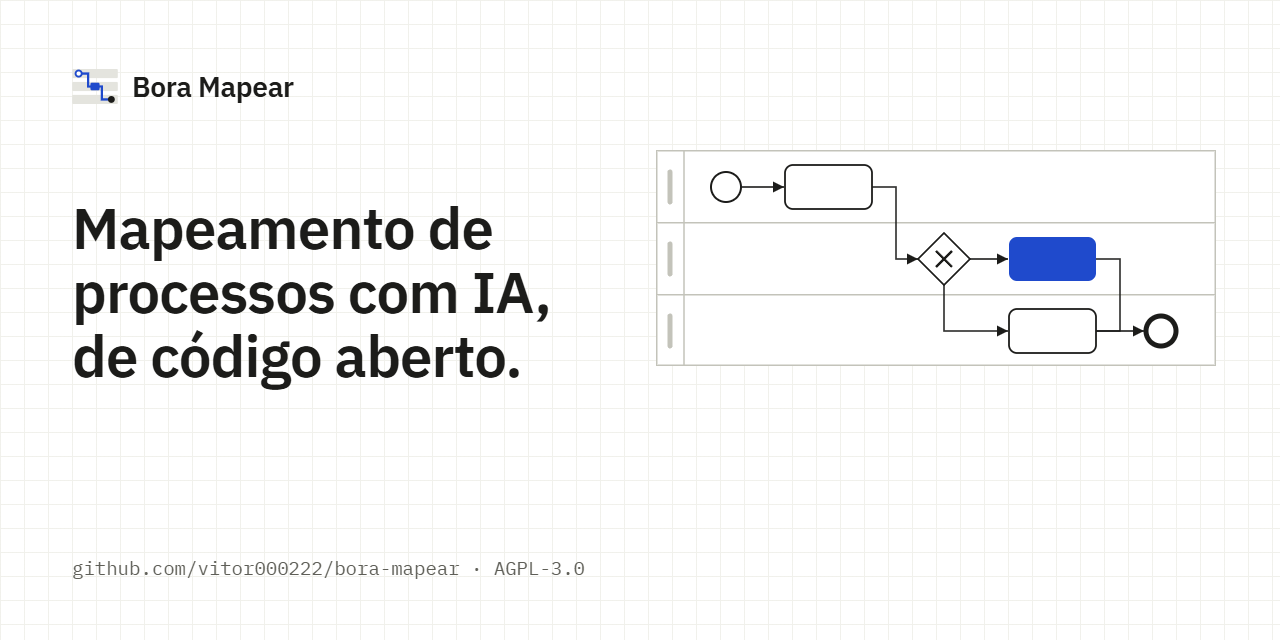 Bora Mapear
Mapeamento de
processos com IA,
de código aberto.
github.com/vitor000222/bora-mapear · AGPL-3.0